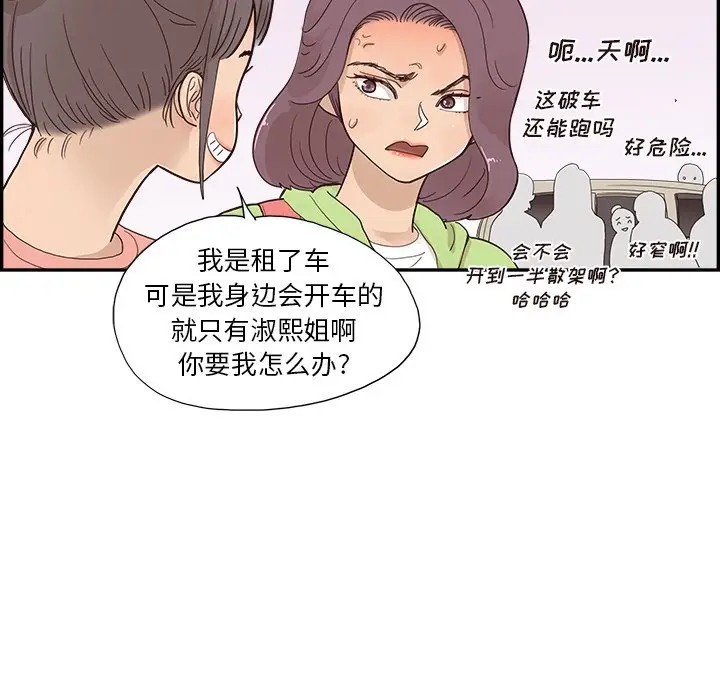 呃...天啊...
这破车
还能跑吗
好危险...
会不会
开到一半散架啊?
哈哈哈
好窄啊!!
我是租了车
可是我身边会开车的
就只有淑熙姐啊
你要我怎么办?